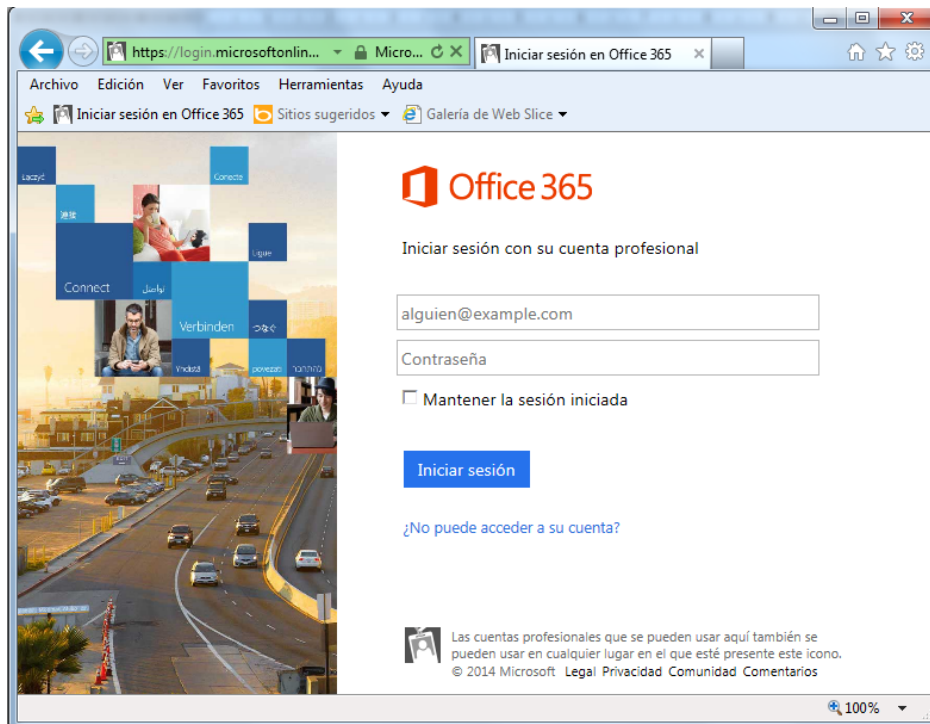 https://login.microsoftonlin... Micro... Iniciar sesión en Office 365
Archivo Edición Ver Favoritos Herramientas Ayuda
Iniciar sesión en Office 365 Sitios sugeridos Galería de Web Slice
Łączyć
Conecte
連接
Ligue
Connect
تواصل
Verbinden
つなぐ
Yhdistä
povezati
התחבר
Office 365
Iniciar sesión con su cuenta profesional
alguien@example.com
Contraseña
Mantener la sesión iniciada
Iniciar sesión
¿No puede acceder a su cuenta?
Las cuentas profesionales que se pueden usar aquí también se
pueden usar en cualquier lugar en el que esté presente este icono.
© 2014 Microsoft Legal Privacidad Comunidad Comentarios
100%